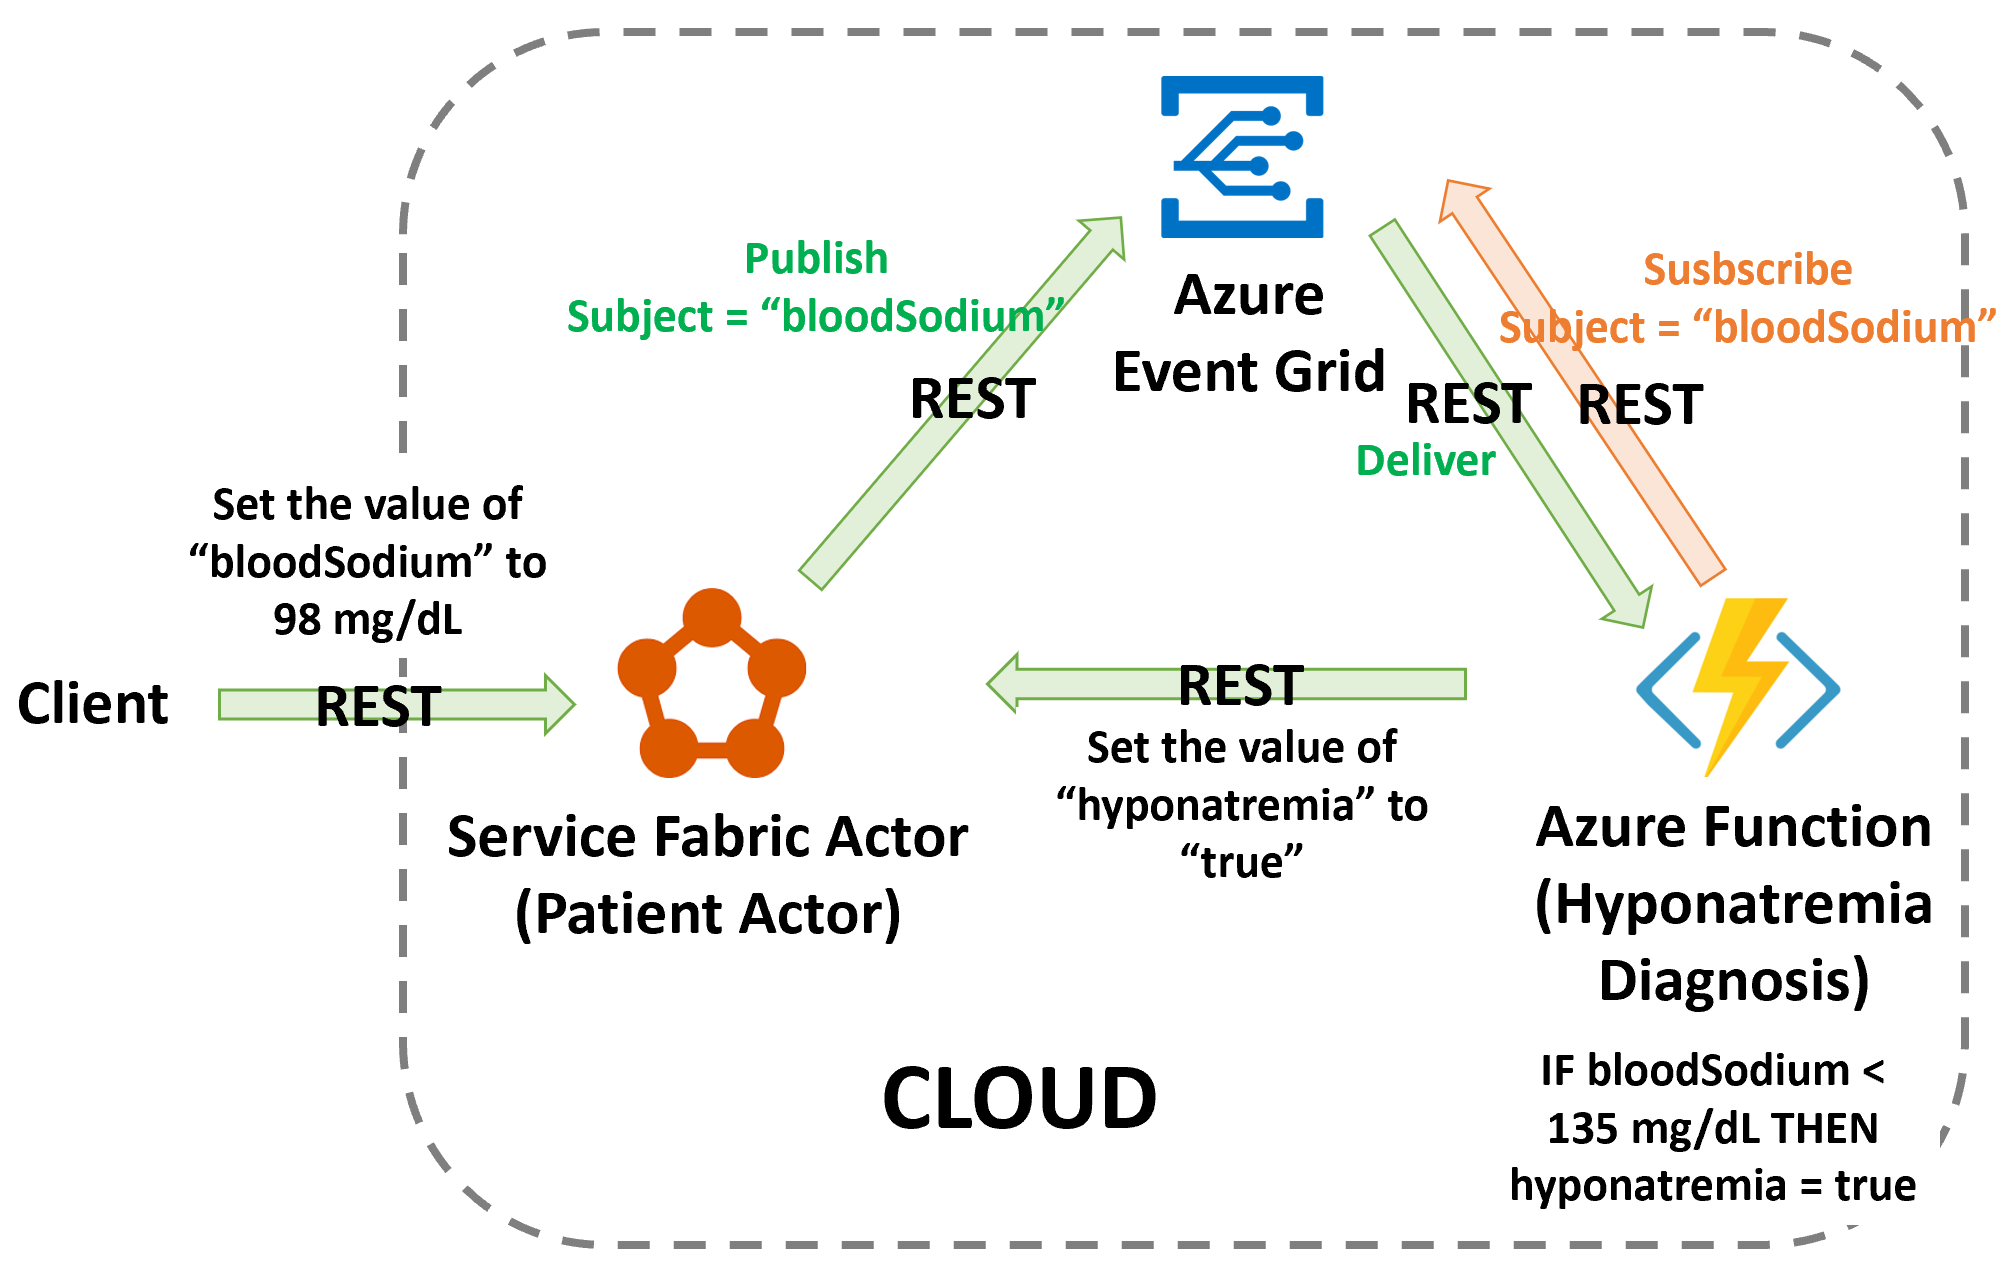 Publish
Subject = “bloodSodium”
REST
Azure
Event Grid
Susbscribe
Subject = “bloodSodium”
REST
REST
Deliver
Set the value of
“bloodSodium” to
98 mg/dL
Client
REST
Service Fabric Actor
(Patient Actor)
REST
Set the value of
“hyponatremia” to
“true”
Azure Function
(Hyponatremia
Diagnosis)
IF bloodSodium <
135 mg/dL THEN
hyponatremia = true
CLOUD